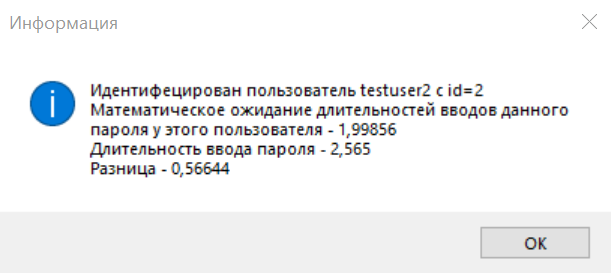 Информация
Идентифецирован пользователь testuser2 с id=2
Математическое ожидание длительностей вводов данного
пароля у этого пользователя - 1,99856
Длительность ввода пароля - 2,565
Разница - 0,56644
OK